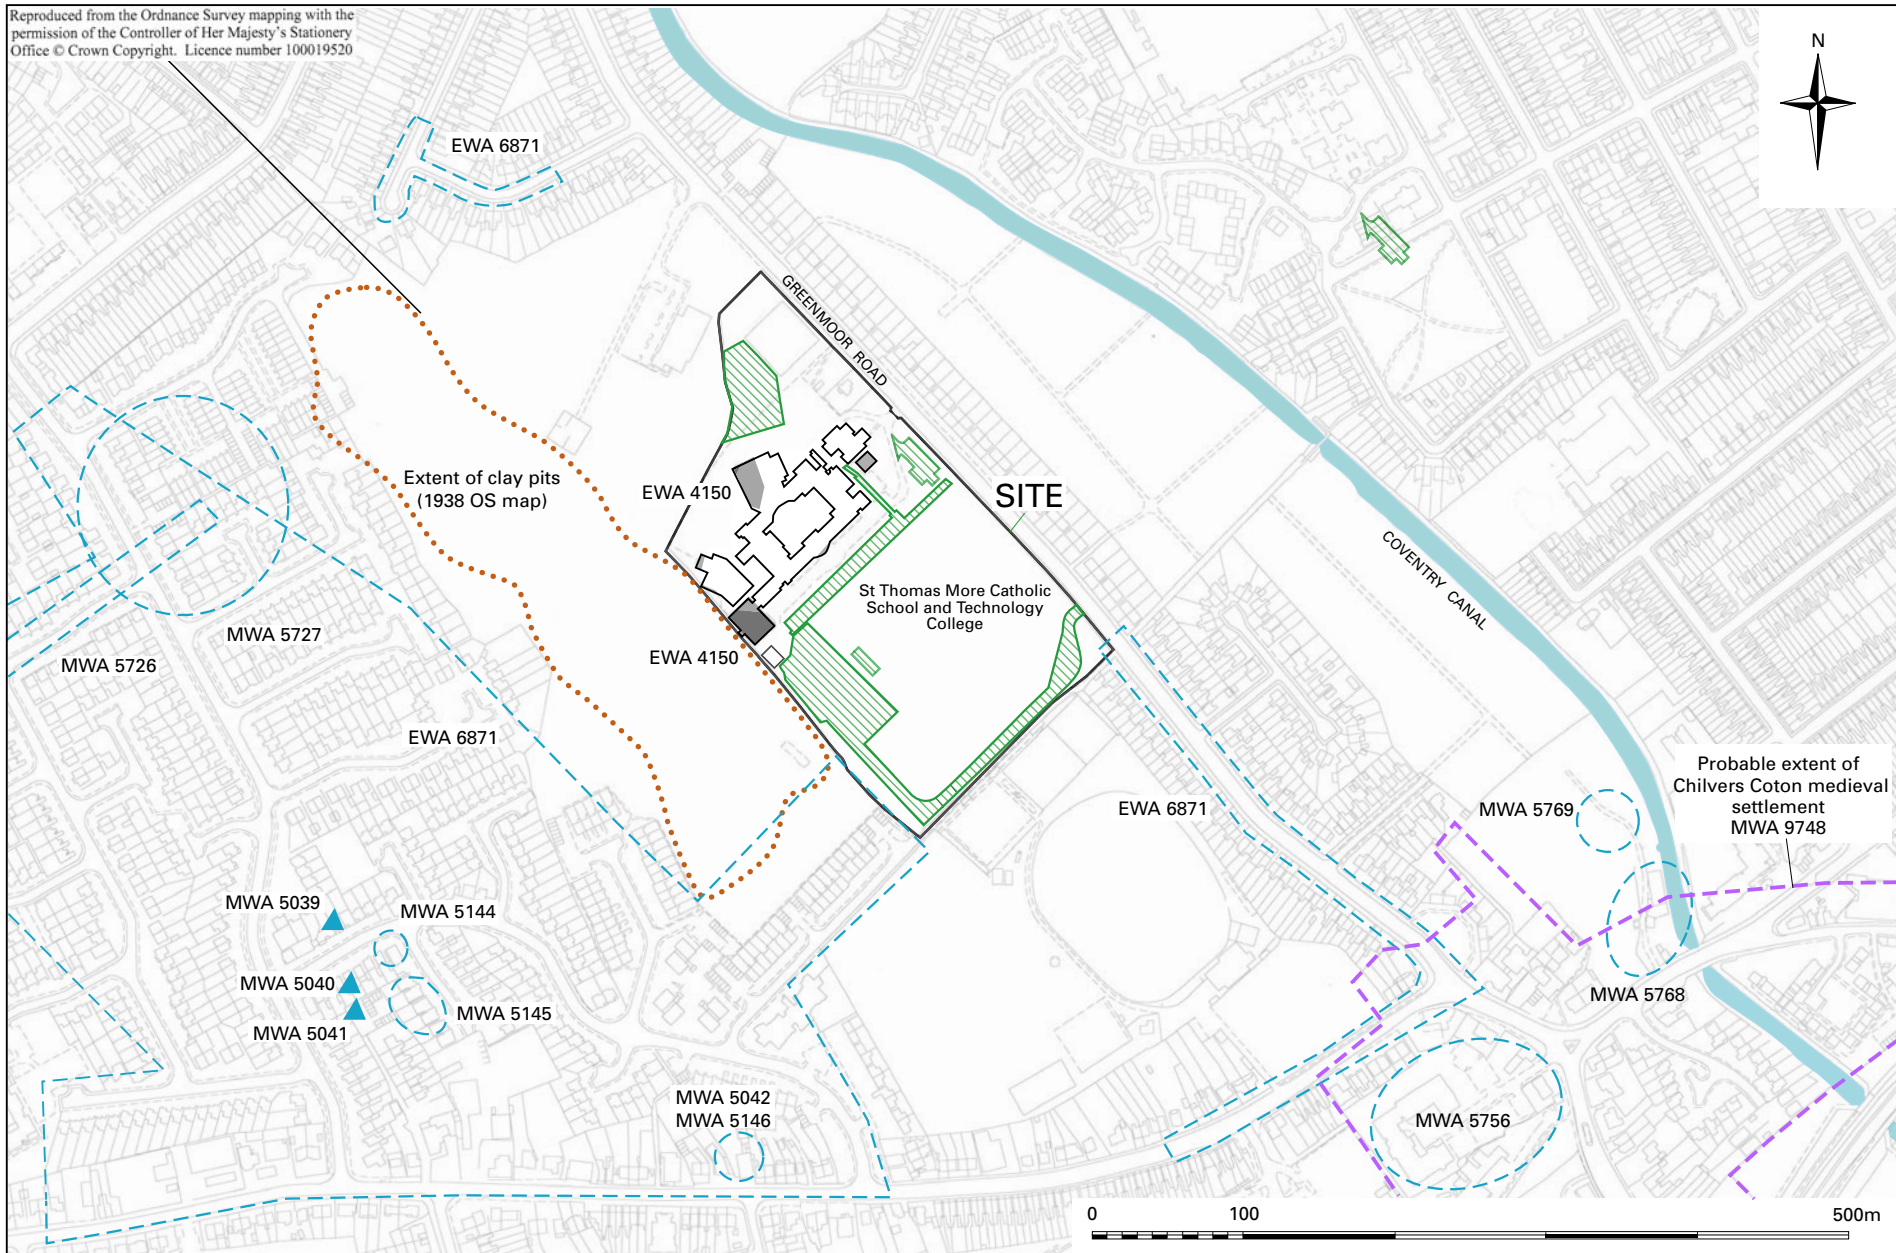 Reproduced from the Ordnance Survey mapping with the
permission of the Controller of Her Majesty's Stationery
Office © Crown Copyright. Licence number 100019520
N
EWA 6871
GREENMOOR ROAD
Extent of clay pits
(1938 OS map)
EWA 4150
SITE
COVENTRY CANAL
St Thomas More Catholic
School and Technology
College
MWA 5727
MWA 5726
EWA 4150
EWA 6871
Probable extent of
Chilvers Coton medieval
settlement
MWA 9748
EWA 6871
MWA 5769
MWA 5039
MWA 5144
MWA 5040
MWA 5145
MWA 5041
MWA 5768
MWA 5042
MWA 5146
MWA 5756
0 100 500m